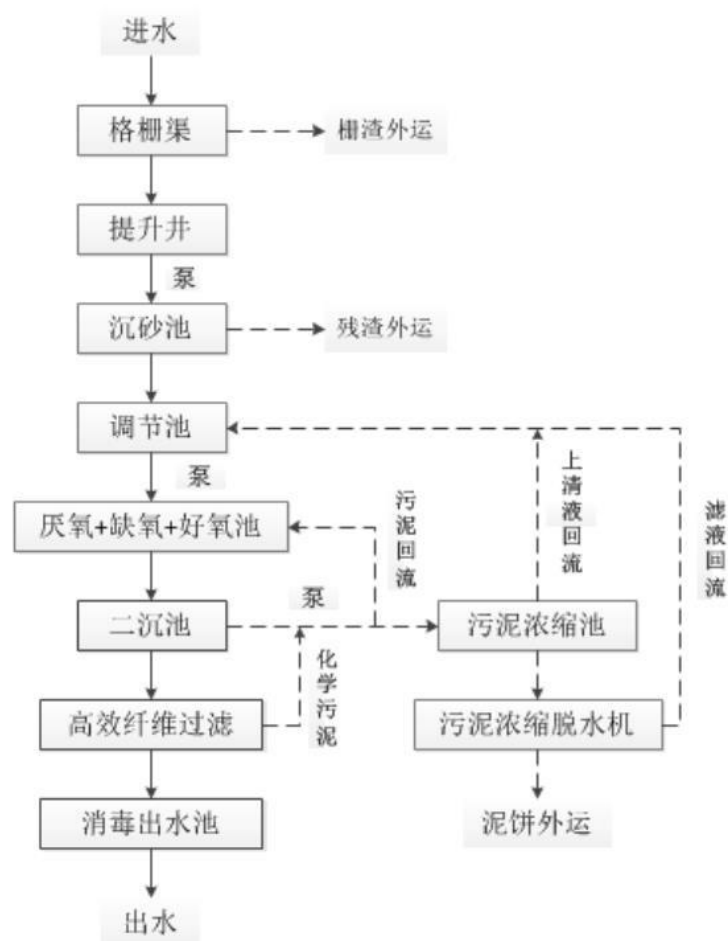 进水
格栅渠
栅渣外运
提升井
泵
沉砂池
残渣外运
调节池
泵
上清液回流
滤液回流
污泥回流
厌氧+缺氧+好氧池
泵
二沉池
污泥浓缩池
化学污泥
高效纤维过滤
污泥浓缩脱水机
消毒出水池
泥饼外运
出水